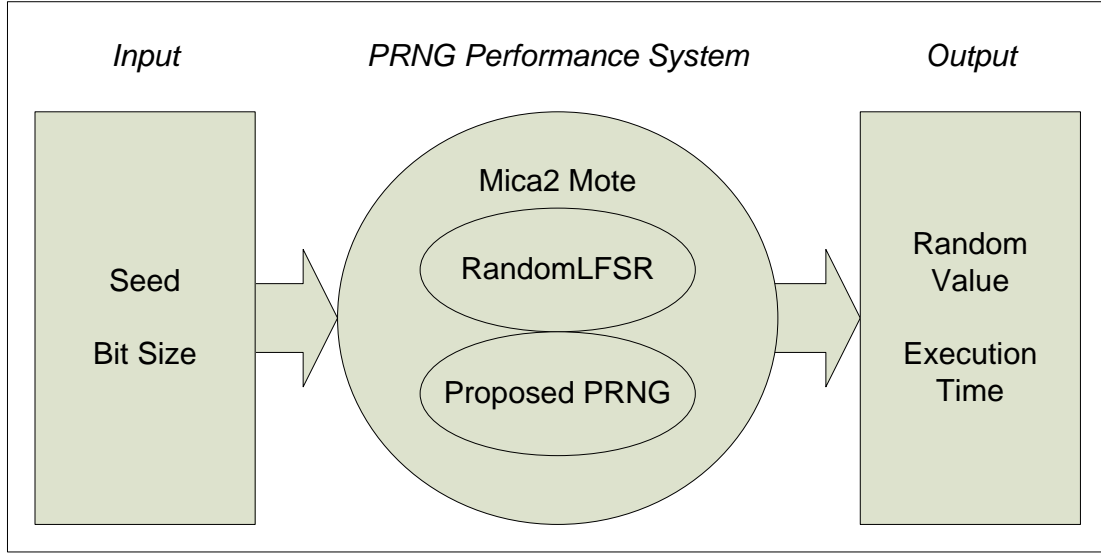 Input
PRNG Performance System
Output
Seed
Bit Size
Mica2 Mote
RandomLFSR
Proposed PRNG
Random
Value
Execution
Time